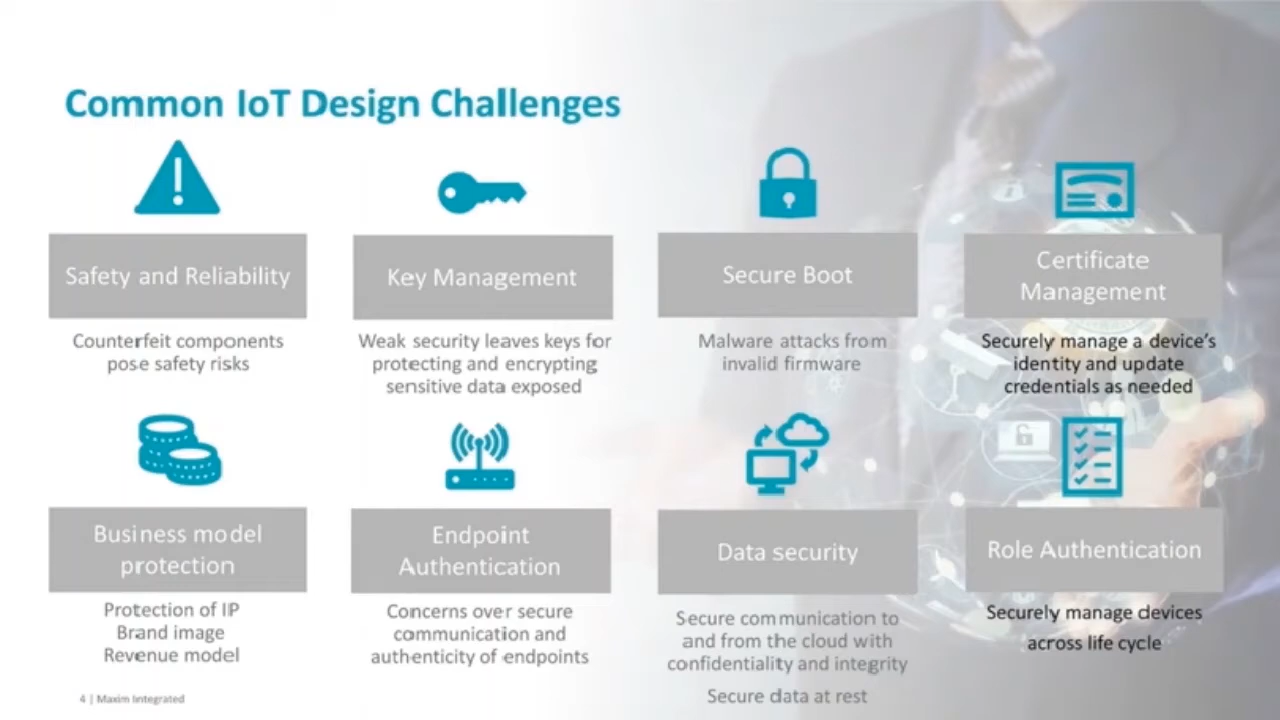 Common IoT Design Challenges
Safety and Reliability
Counterfeit components
pose safety risks
Key Management
Weak security leaves keys for
protecting and encrypting
sensitive data exposed
Secure Boot
Malware attacks from
invalid firmware
Certificate
Management
Securely manage a device's
identity and update
credentials as needed
Business model
protection
Protection of IP
Brand image
Revenue model
Endpoint
Authentication
Concerns over secure
communication and
authenticity of endpoints
Data security
Secure communication to
and from the cloud with
confidentiality and integrity
Secure data at rest
Role Authentication
Securely manage devices
across life cycle
4 | Maxim Integrated